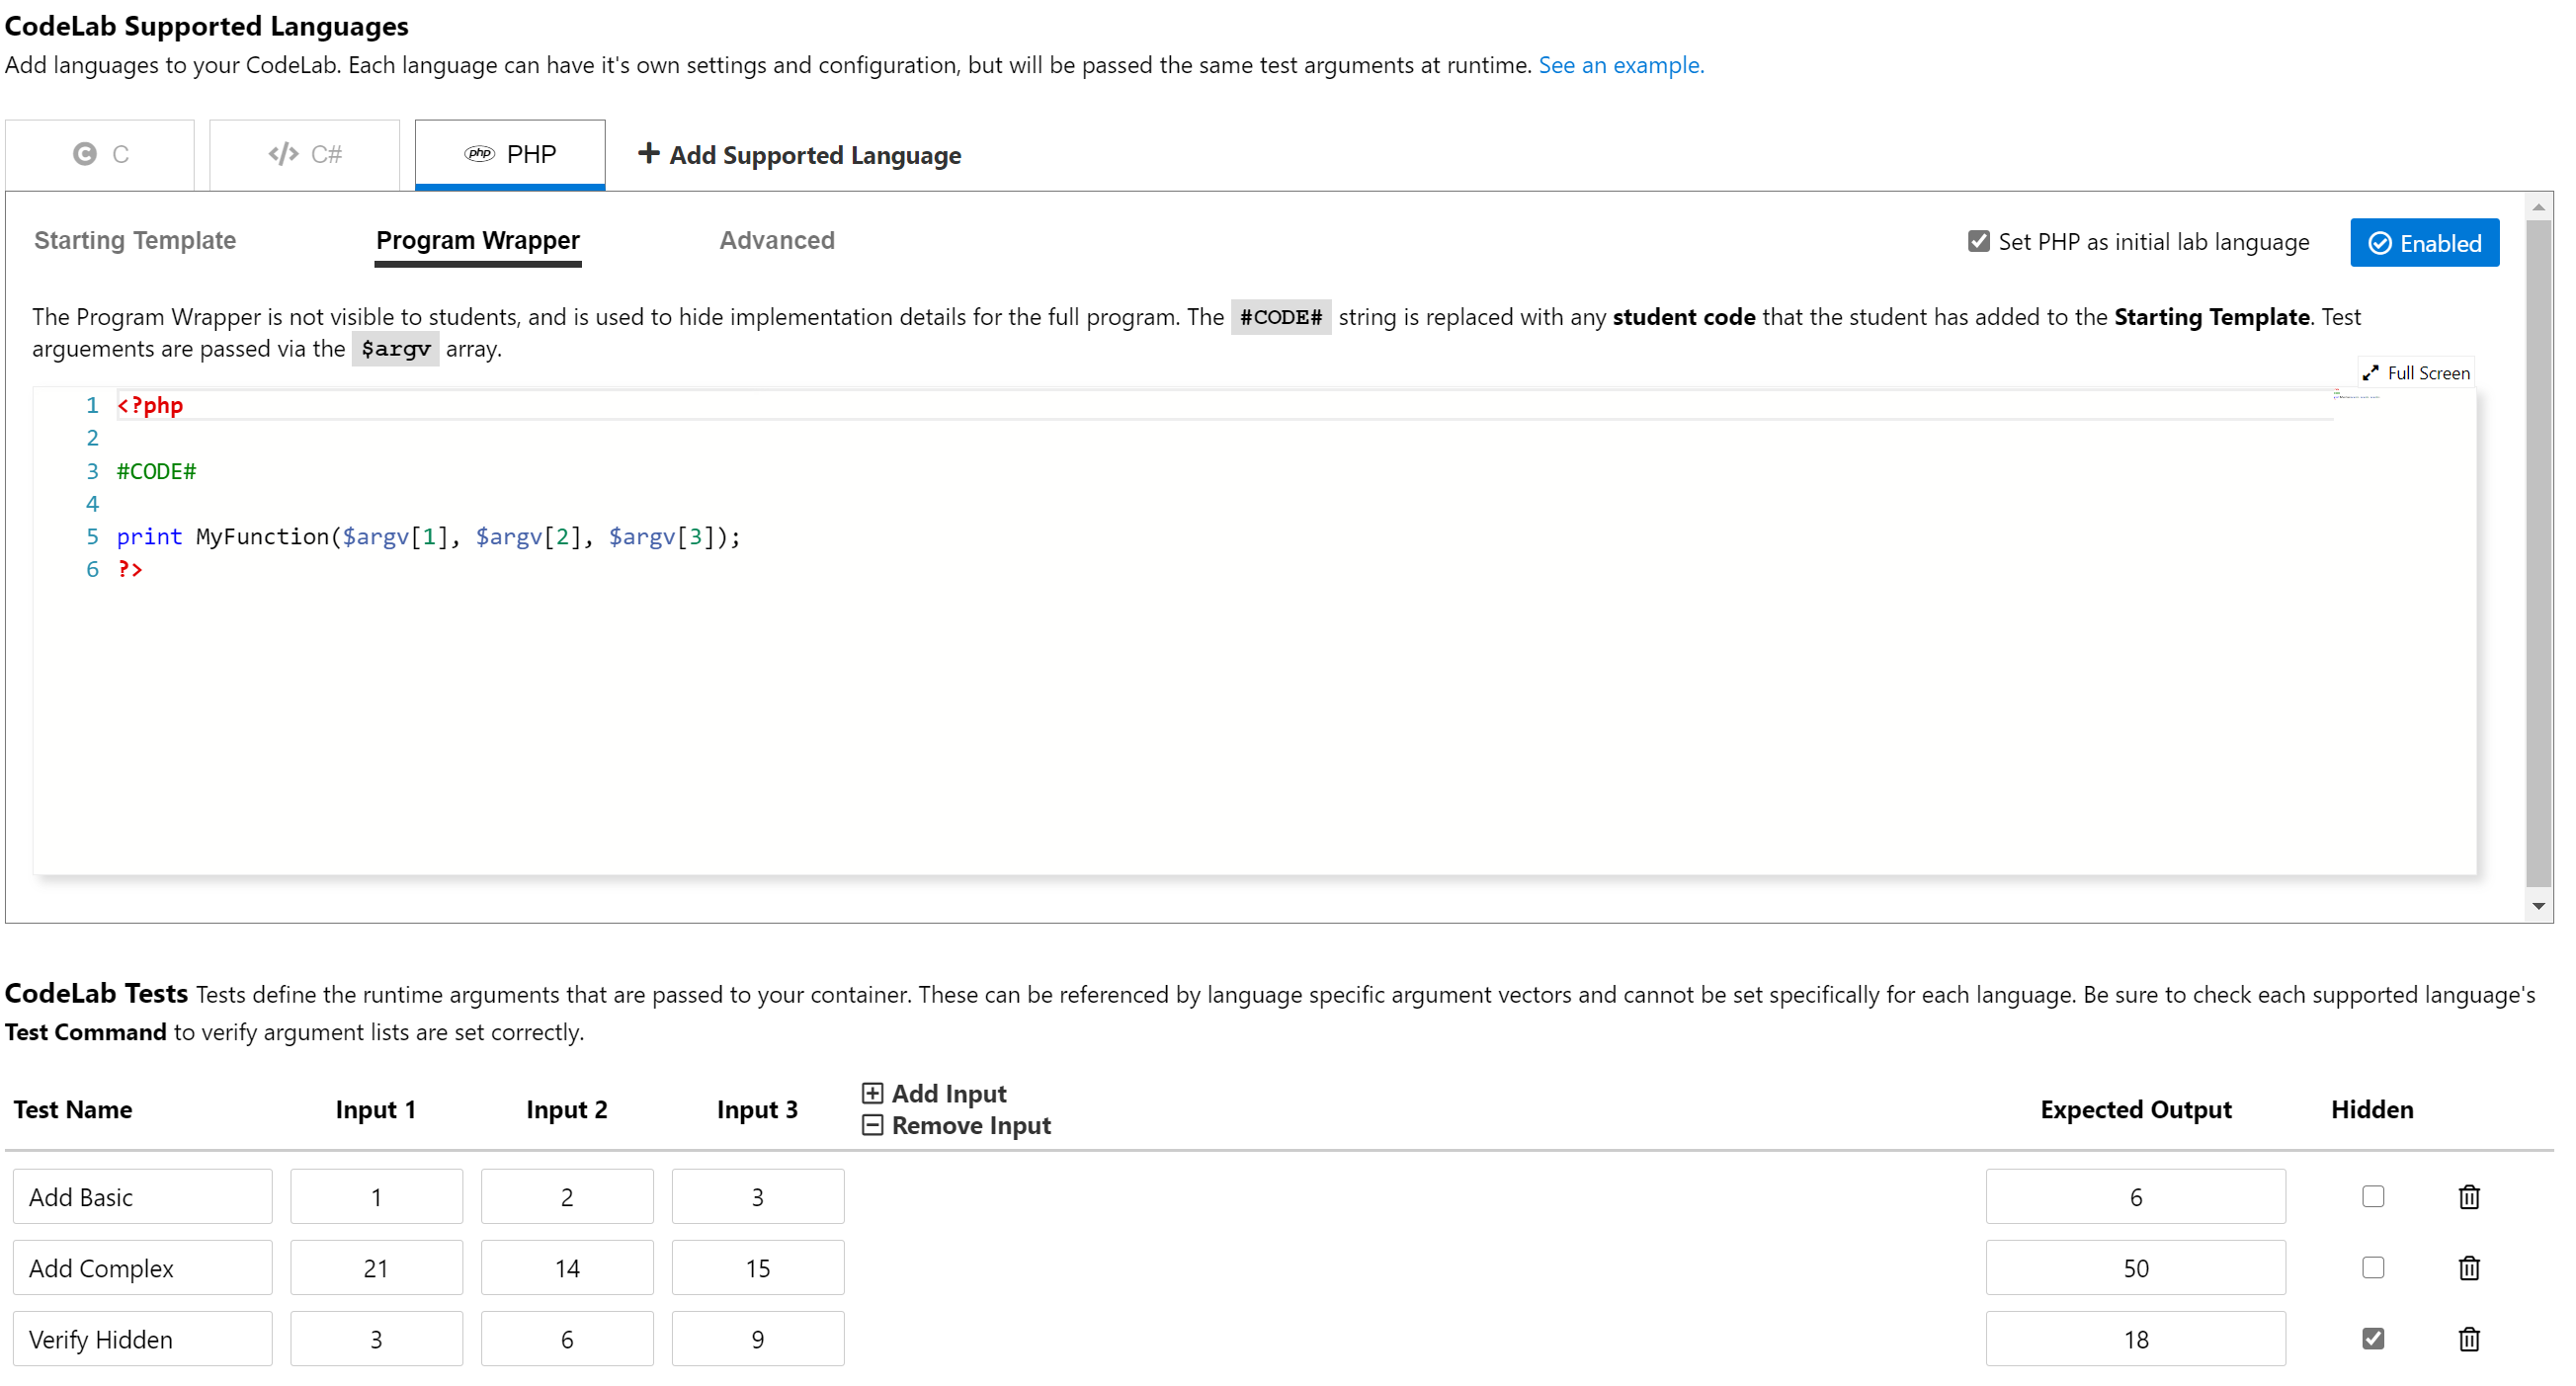 CodeLab Supported Languages
Add languages to your CodeLab. Each language can have it's own settings and configuration, but will be passed the same test arguments at runtime. See an example.
C C# php PHP Add Supported Language
Starting Template Program Wrapper Advanced Set PHP as initial lab language Enabled
The Program Wrapper is not visible to students, and is used to hide implementation details for the full program. The #CODE# string is replaced with any student code that the student has added to the Starting Template. Test
arguements are passed via the $argv array.
Full Screen
1 <?php
2
3 #CODE#
4
5 print MyFunction($argv[1], $argv[2], $argv[3]);
6 ?>
CodeLab Tests Tests define the runtime arguments that are passed to your container. These can be referenced by language specific argument vectors and cannot be set specifically for each language. Be sure to check each supported language's
Test Command to verify argument lists are set correctly.
Add Input
Test Name Input 1 Input 2 Input 3 Expected Output Hidden
Remove Input
Add Basic 1 2 3 6
Add Complex 21 14 15 50
Verify Hidden 3 6 9 18